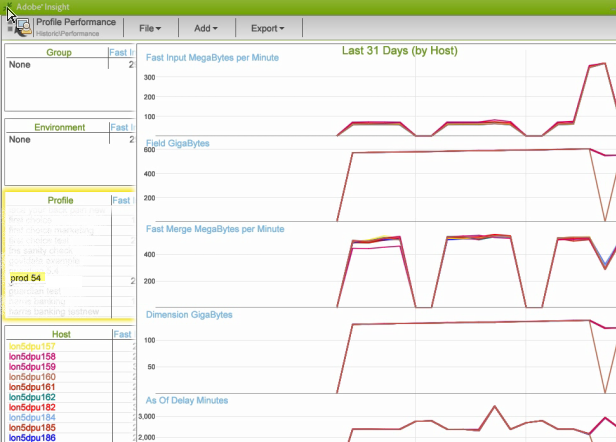 Adobe® Insight
Profile Performance
Historic\Performance
File
Add
Export
Group
Fast In
None
2
Environment
Fast I
None
2
Profile
Fast I
prod 54
2
Host
Fast
lon5dpu157
lon5dpu158
lon5dpu159
lon5dpu160
lon5dpu161
lon5dpu162
lon5dpu182
lon5dpu184
lon5dpu185
lon5dpu186
Last 31 Days (by Host)
Fast Input MegaBytes per Minute
300
200
100
Field GigaBytes
600
400
200
Fast Merge MegaBytes per Minute
400
200
Dimension GigaBytes
100
50
As Of Delay Minutes
3,000
2,000